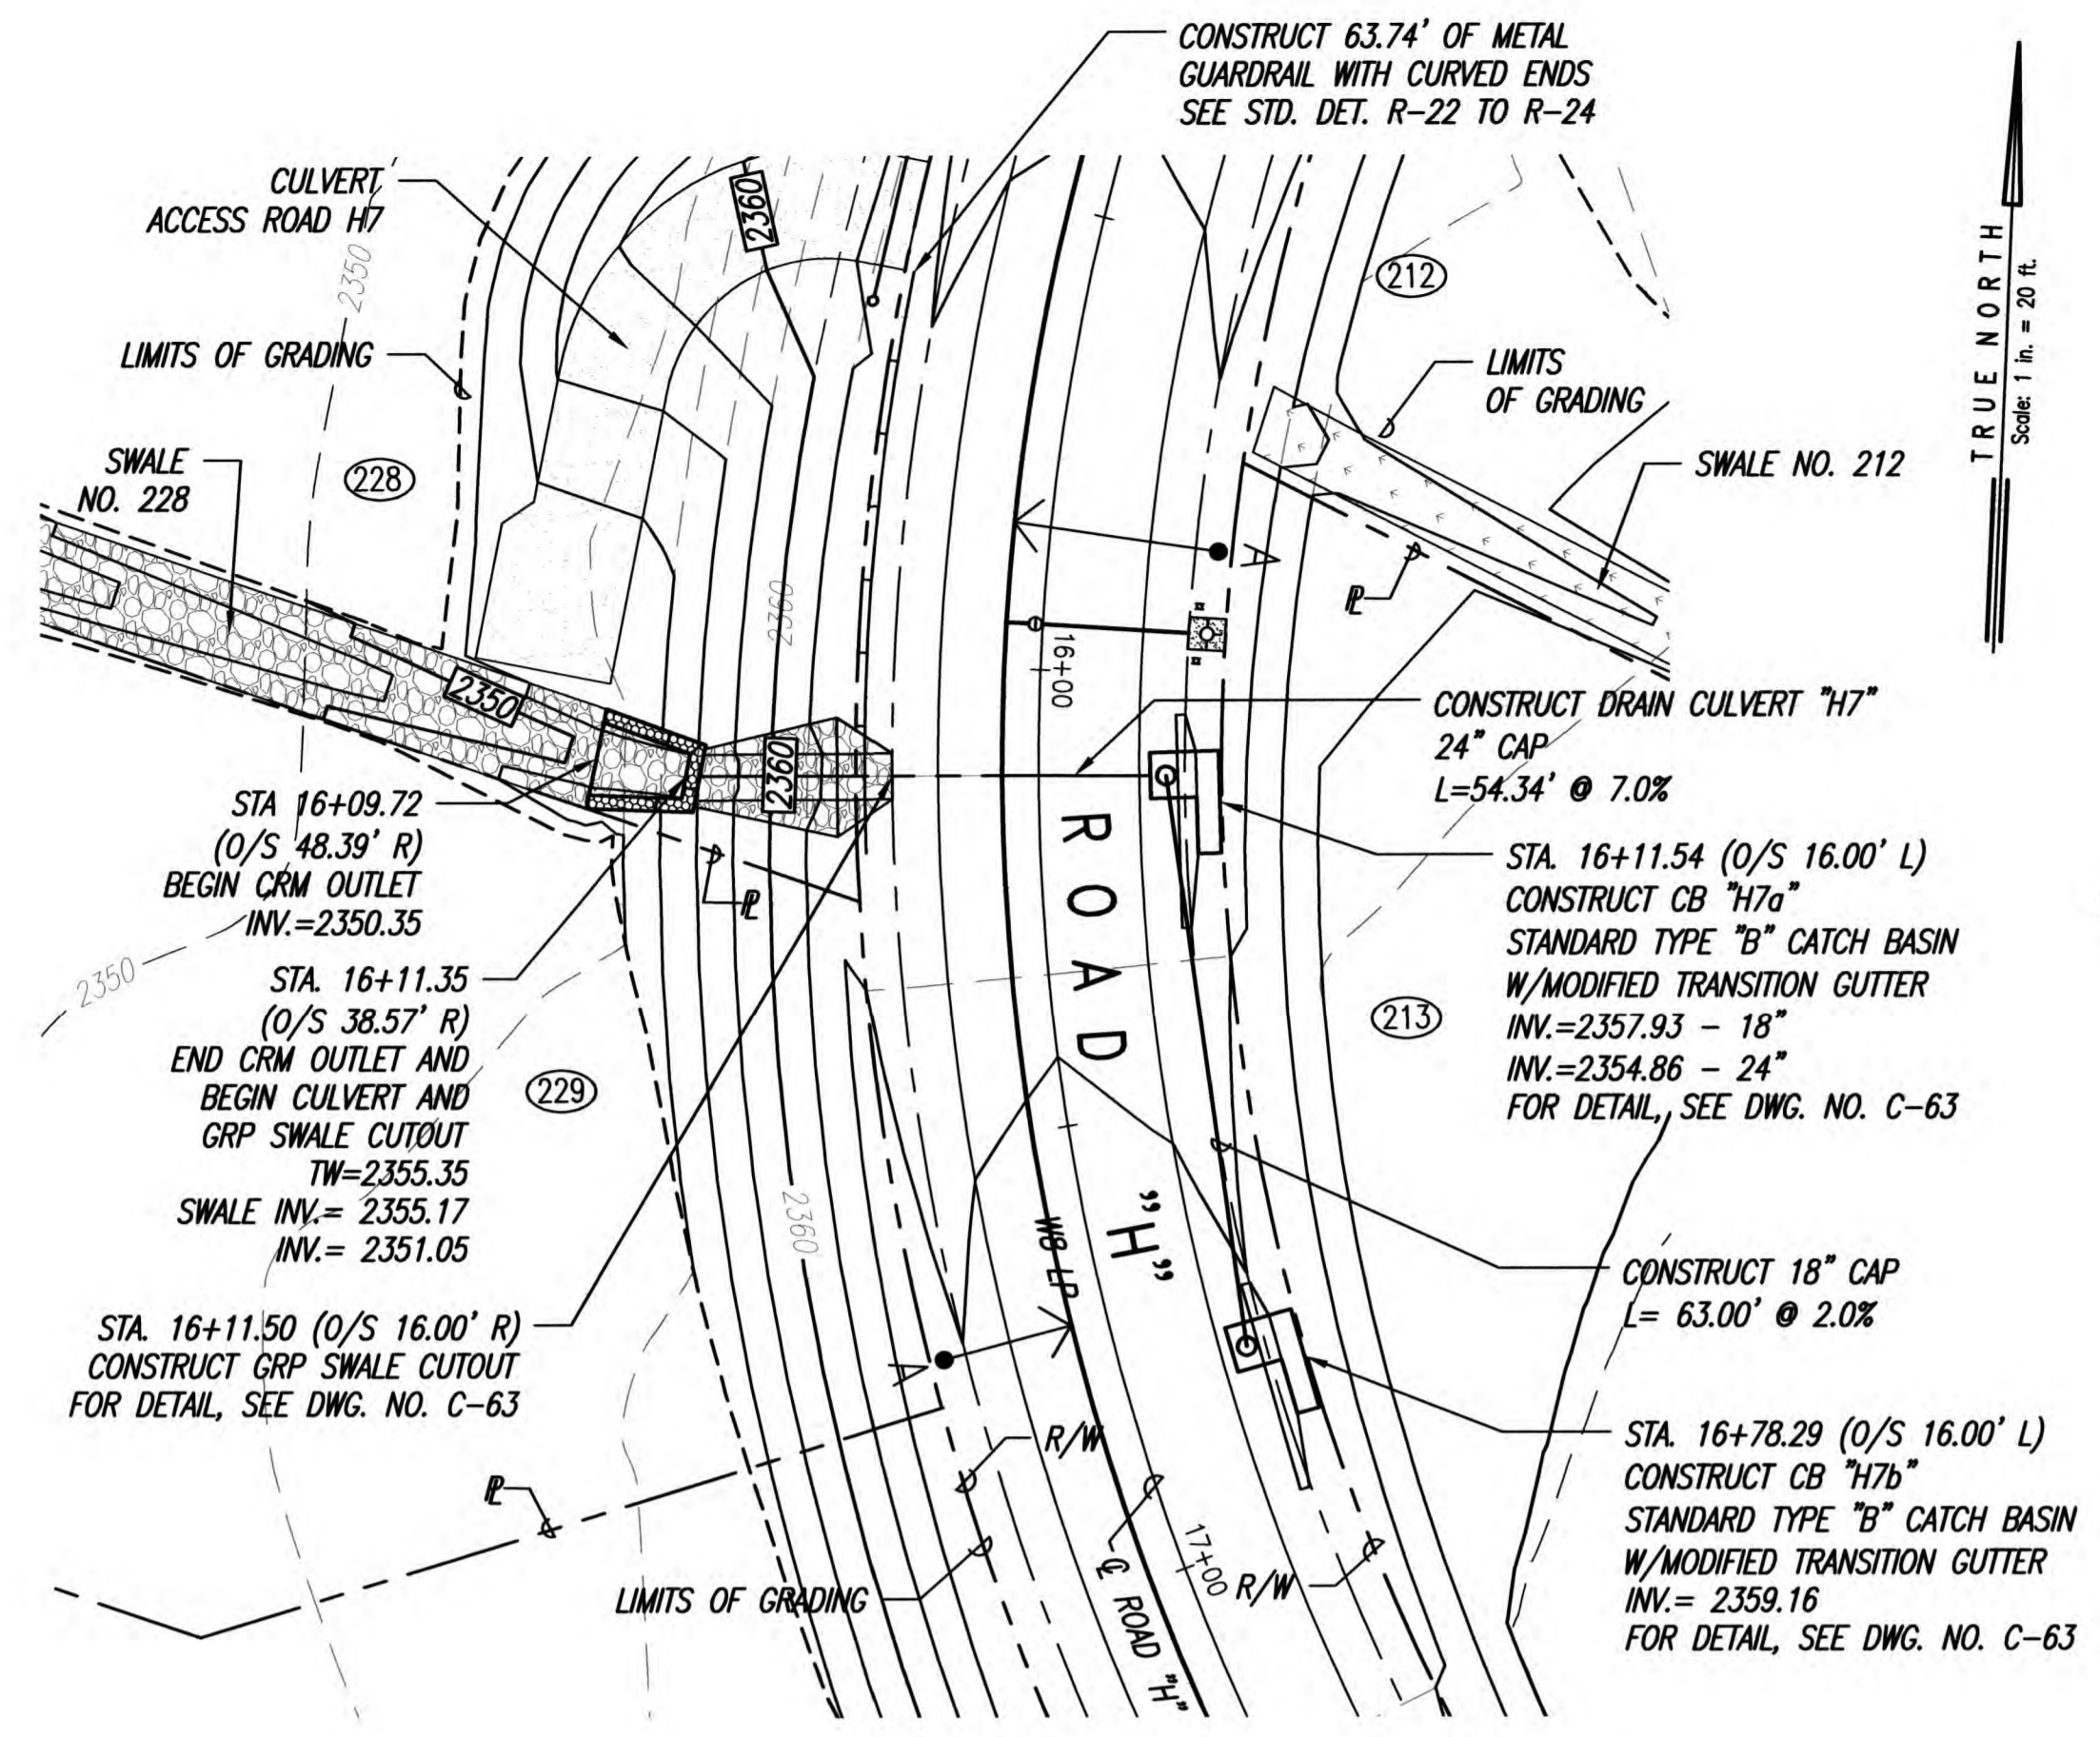 CONSTRUCT 63.74' OF METAL
GUARDRAIL WITH CURVED ENDS
SEE STD. DET. R-22 TO R-24
TRUE NORTH
Scale: 1 in. = 20 ft.
CULVERT
ACCESS ROAD H7
2360
2350
212
LIMITS OF GRADING
LIMITS
OF GRADING
SWALE
NO. 228
228
SWALE NO. 212
A
℄
2360
16+00
2350
CONSTRUCT DRAIN CULVERT "H7"
24" CAP
L=54.34' @ 7.0%
2360
STA 16+09.72
(O/S 48.39' R)
BEGIN CRM OUTLET
INV.=2350.35
℄
STA. 16+11.54 (O/S 16.00' L)
CONSTRUCT CB "H7a"
STANDARD TYPE "B" CATCH BASIN
W/MODIFIED TRANSITION GUTTER
INV.=2357.93 - 18"
INV.=2354.86 - 24"
FOR DETAIL, SEE DWG. NO. C-63
2350
STA. 16+11.35
(O/S 38.57' R)
END CRM OUTLET AND
BEGIN CULVERT AND
GRP SWALE CUTOUT
TW=2355.35
SWALE INV.= 2355.17
INV.= 2351.05
229
213
ROAD "H"
2360
WB LP
CONSTRUCT 18" CAP
L= 63.00' @ 2.0%
STA. 16+11.50 (O/S 16.00' R)
CONSTRUCT GRP SWALE CUTOUT
FOR DETAIL, SEE DWG. NO. C-63
A
R/W
STA. 16+78.29 (O/S 16.00' L)
CONSTRUCT CB "H7b"
STANDARD TYPE "B" CATCH BASIN
W/MODIFIED TRANSITION GUTTER
INV.= 2359.16
FOR DETAIL, SEE DWG. NO. C-63
℄
LIMITS OF GRADING
℄ ROAD "H"
17+00
R/W